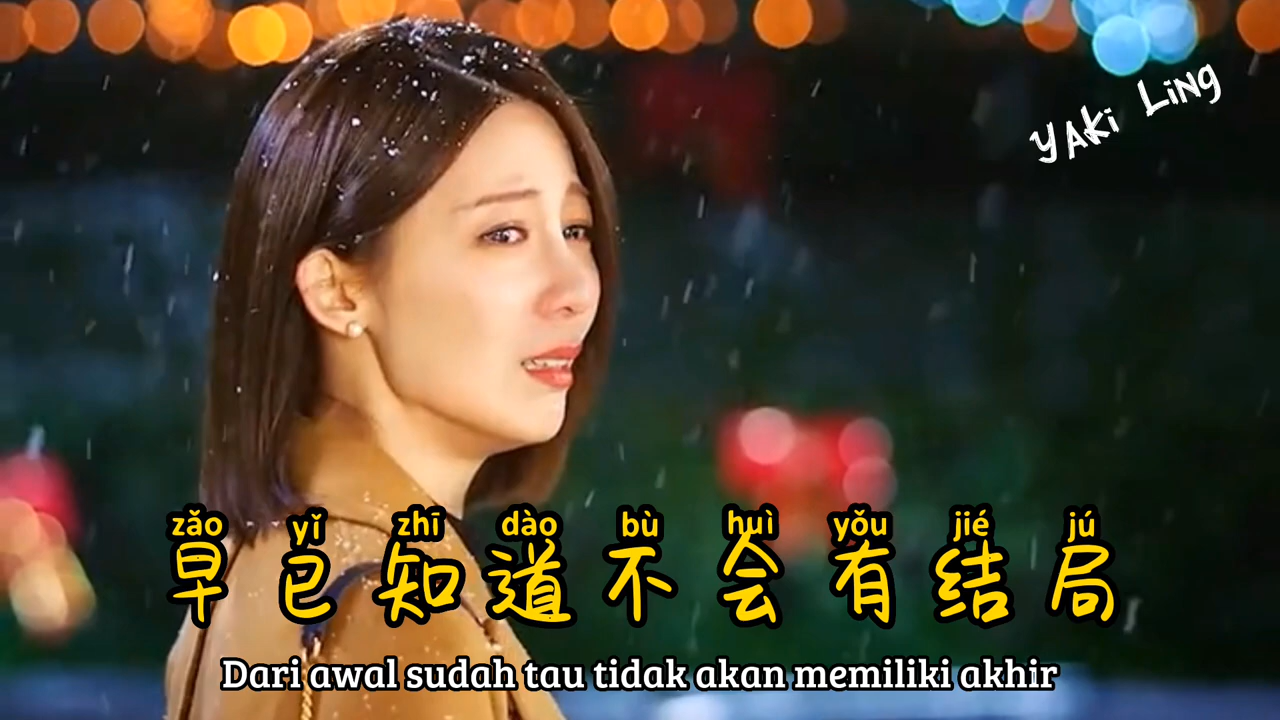 YAKi LiNg
zǎo yǐ zhī dào bù huì yǒu jié jú
早已知道不会有结局
Dari awal sudah tau tidak akan memiliki akhir